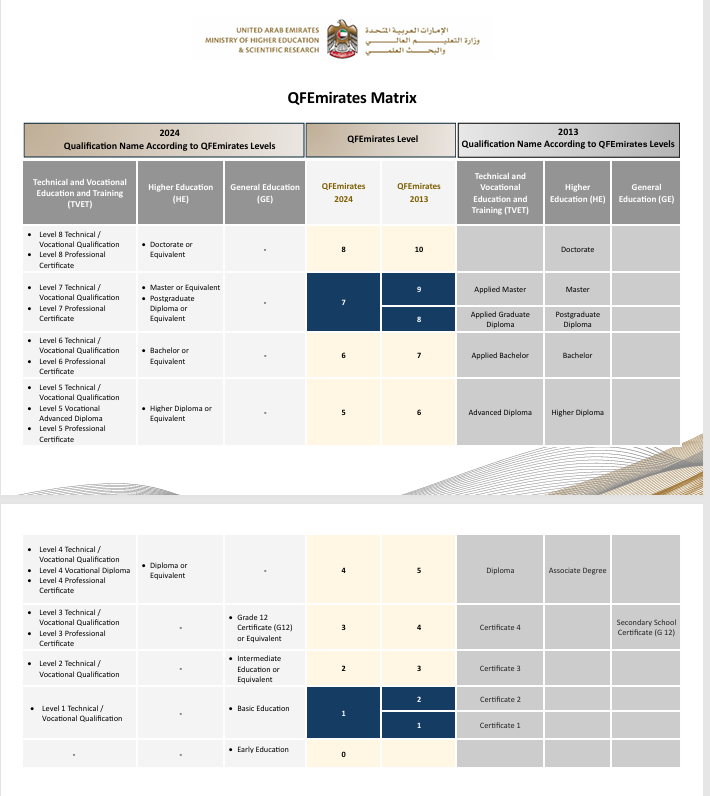 UNITED ARAB EMIRATES
MINISTRY OF HIGHER EDUCATION
& SCIENTIFIC RESEARCH
الإمارات العربية المتحدة
وزارة التعليم العالي
والبحث العلمي
QFEmirates Matrix
2024
Qualification Name According to QFEmirates Levels
QFEmirates Level
2013
Qualification Name According to QFEmirates Levels
Technical and Vocational
Education and Training
(TVET)
Higher Education
(HE)
General Education
(GE)
QFEmirates
2024
QFEmirates
2013
Technical and
Vocational
Education and
Training (TVET)
Higher
Education (HE)
General
Education (GE)
• Level 8 Technical /
Vocational Qualification
• Level 8 Professional
Certificate
• Doctorate or
Equivalent
-
8
10
Doctorate
• Level 7 Technical /
Vocational Qualification
• Level 7 Professional
Certificate
• Master or Equivalent
• Postgraduate
Diploma or
Equivalent
-
7
9
Applied Master
Master
8
Applied Graduate
Diploma
Postgraduate
Diploma
• Level 6 Technical /
Vocational Qualification
• Level 6 Professional
Certificate
• Bachelor or
Equivalent
-
6
7
Applied Bachelor
Bachelor
• Level 5 Technical /
Vocational Qualification
• Level 5 Vocational
Advanced Diploma
• Level 5 Professional
Certificate
• Higher Diploma or
Equivalent
-
5
6
Advanced Diploma
Higher Diploma
• Level 4 Technical /
Vocational Qualification
• Level 4 Vocational Diploma
• Level 4 Professional
Certificate
• Diploma or
Equivalent
-
4
5
Diploma
Associate Degree
• Level 3 Technical /
Vocational Qualification
• Level 3 Professional
Certificate
-
• Grade 12
Certificate (G12)
or Equivalent
3
4
Certificate 4
Secondary School
Certificate (G 12)
• Level 2 Technical /
Vocational Qualification
-
• Intermediate
Education or
Equivalent
2
3
Certificate 3
• Level 1 Technical /
Vocational Qualification
-
• Basic Education
1
2
Certificate 2
1
Certificate 1
-
-
• Early Education
0